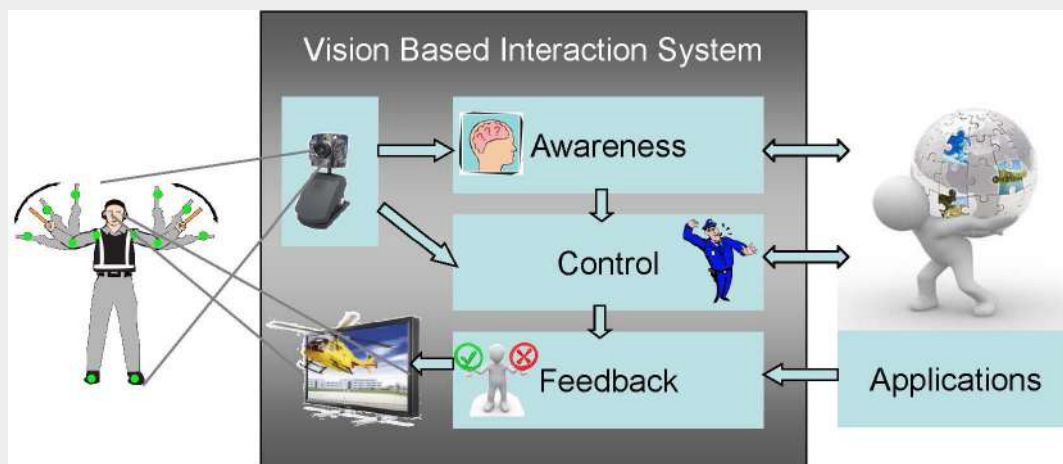 Vision Based Interaction System
Awareness
Control
Feedback
Applications